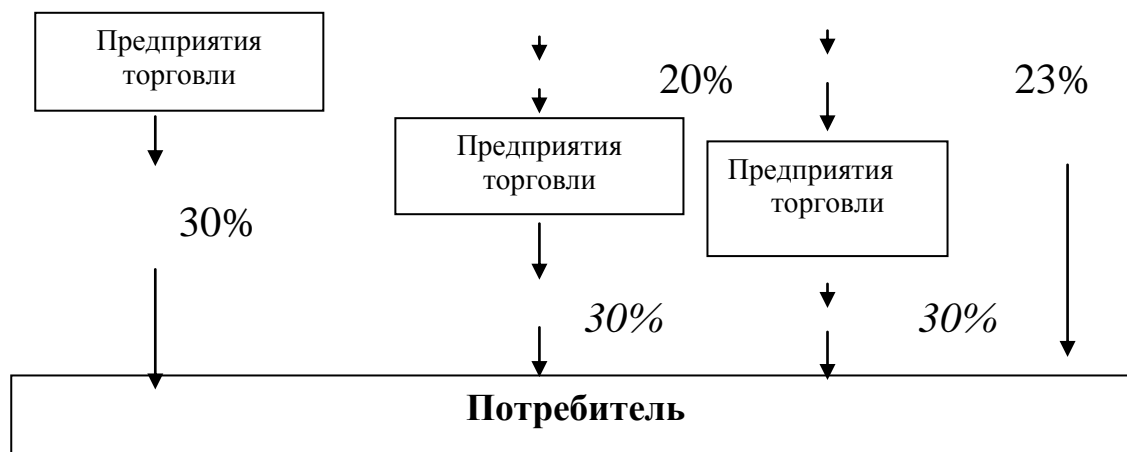 Предприятия
торговли
20%
23%
Предприятия
торговли
Предприятия
торговли
30%
30%
30%
Потребитель